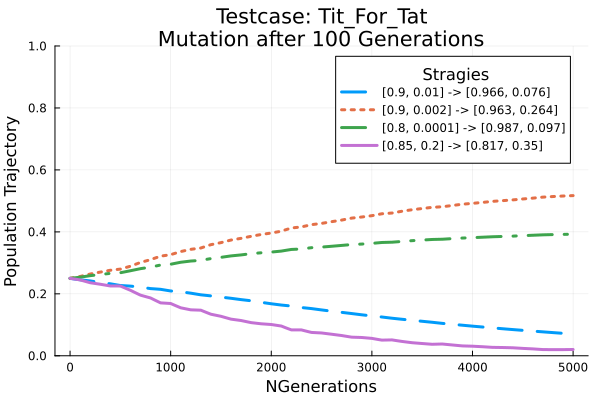 Testcase: Tit_For_Tat
Mutation after 100 Generations
Stragies
[0.9, 0.01] -> [0.966, 0.076]
[0.9, 0.002] -> [0.963, 0.264]
[0.8, 0.0001] -> [0.987, 0.097]
[0.85, 0.2] -> [0.817, 0.35]
Population Trajectory
1.0
0.8
0.6
0.4
0.2
0.0
0
1000
2000
3000
4000
5000
NGenerations